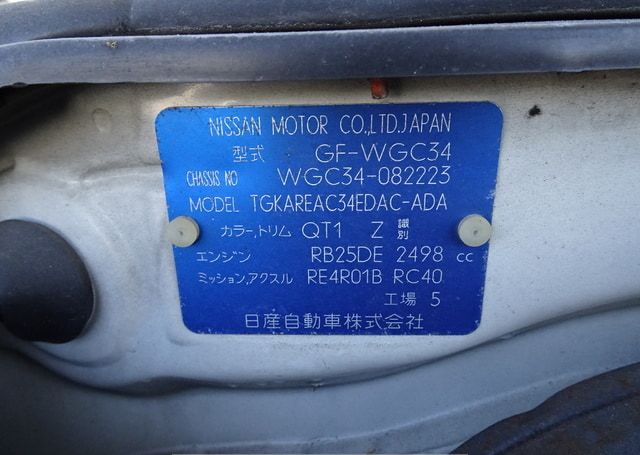 NISSAN MOTOR CO.,LTD.JAPAN
型式 GF-WGC34
CHASSIS NO WGC34-082223
MODEL TGKAREAC34EDAC-ADA
カラー,トリム QT1 Z 識別
エンジン RB25DE 2498 cc
ミッション,アクスル RE4R01B RC40
工場 5
日産自動車株式会社